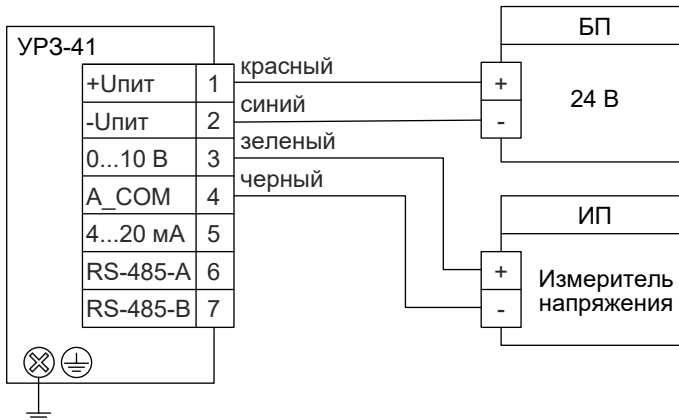 УРЗ-41
+Uпит 1 красный
-Uпит 2 синий
0...10 В 3 зеленый
A_COM 4 черный
4...20 мА 5
RS-485-A 6
RS-485-B 7
БП
+
24 В
-
ИП
+
Измеритель
напряжения
-